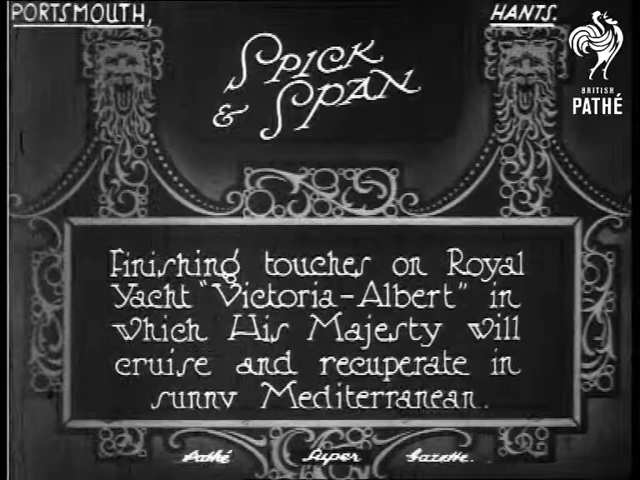 PORTSMOUTH,
HANTS.
BRITISH
PATHÉ
SPICK
& SPAN
Finishing touches on Royal
Yacht "Victoria-Albert" in
which His Majesty will
cruise and recuperate in
sunny Mediterranean.
Pathé Super Gazette.